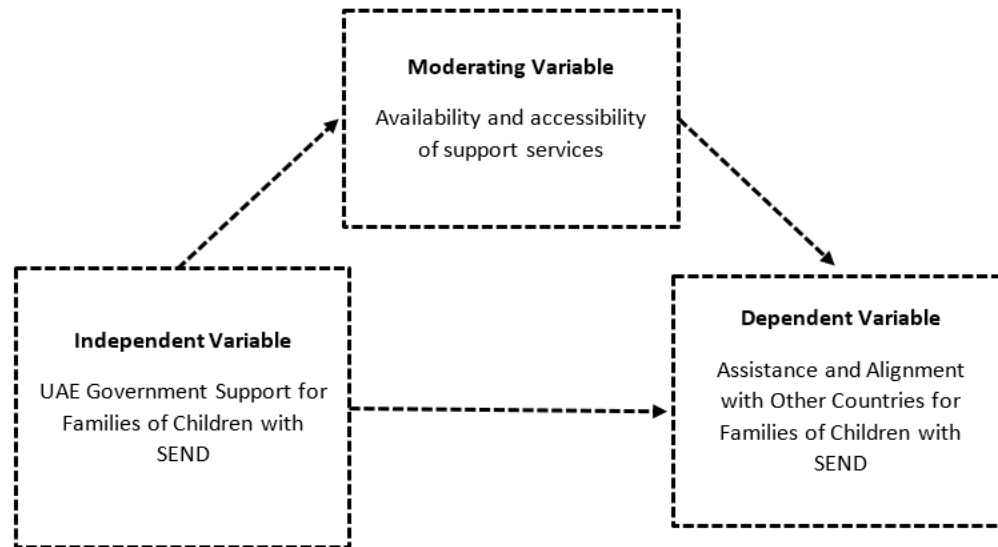 Moderating Variable
Availability and accessibility
of support services
Independent Variable
UAE Government Support for
Families of Children with
SEND
Dependent Variable
Assistance and Alignment
with Other Countries for
Families of Children with
SEND